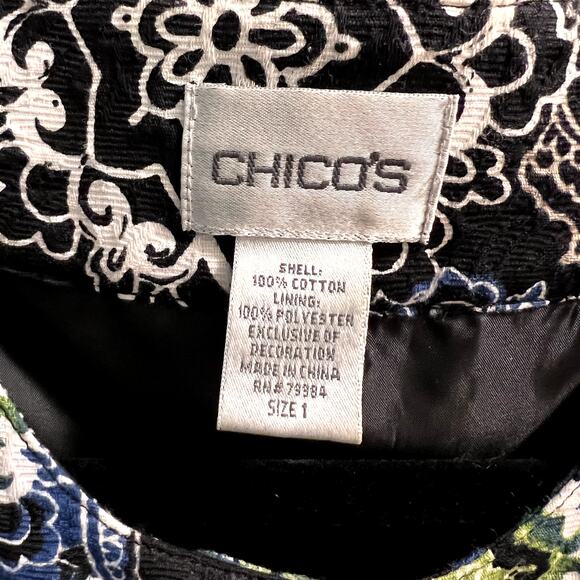 CHICO'S
SHELL:
100% COTTON
LINING:
100% POLYESTER
EXCLUSIVE OF
DECORATION
MADE IN CHINA
RN# 79984
SIZE 1